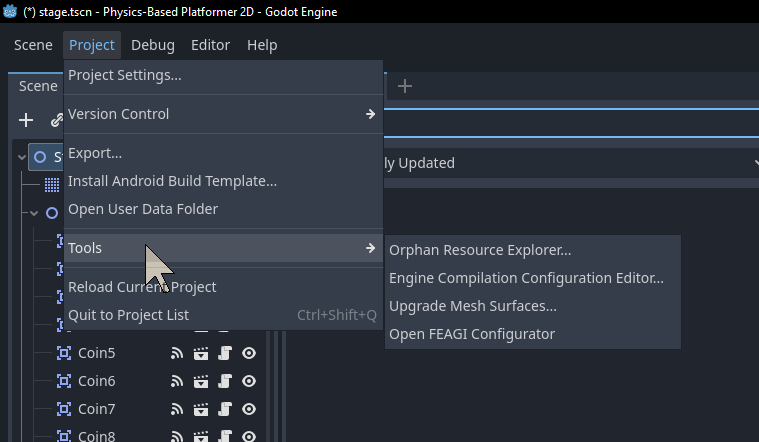 (*) stage.tscn - Physics-Based Platformer 2D - Godot Engine
Scene Project Debug Editor Help
Scene
Project Settings...
Version Control
ly Updated
Export...
Install Android Build Template...
Open User Data Folder
Tools
Orphan Resource Explorer...
Engine Compilation Configuration Editor...
Upgrade Mesh Surfaces...
Open FEAGI Configurator
Reload Current Project
Quit to Project List Ctrl+Shift+Q
Coin5
Coin6
Coin7
Coin8